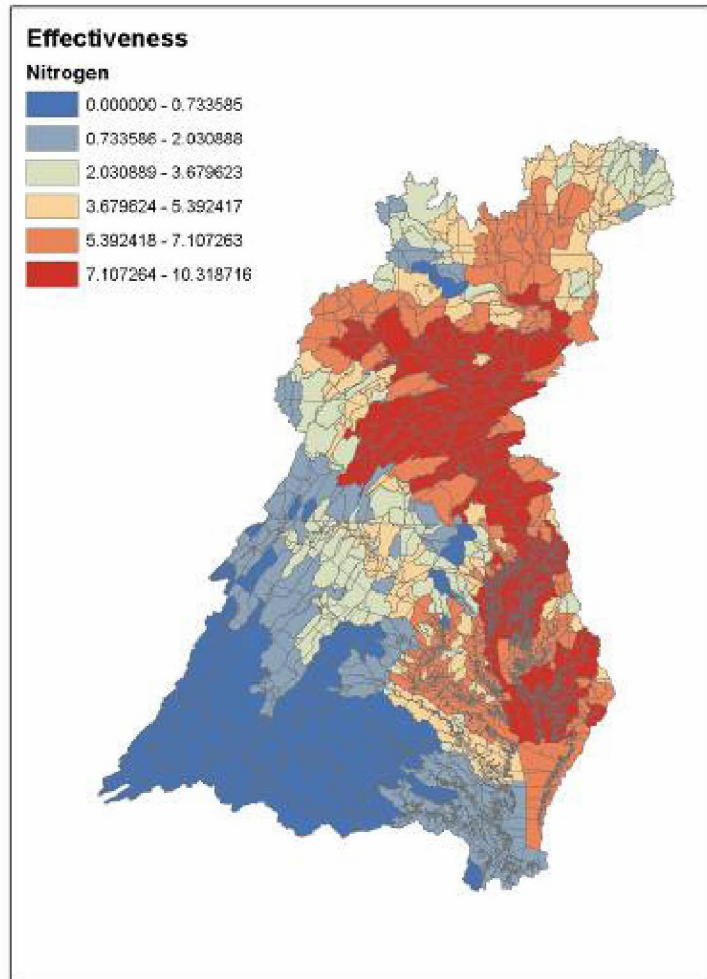 Effectiveness
Nitrogen
0.000000 - 0.733585
0.733586 - 2.030888
2.030889 - 3.679623
3.679624 - 5.392417
5.392418 - 7.107263
7.107264 - 10.318716